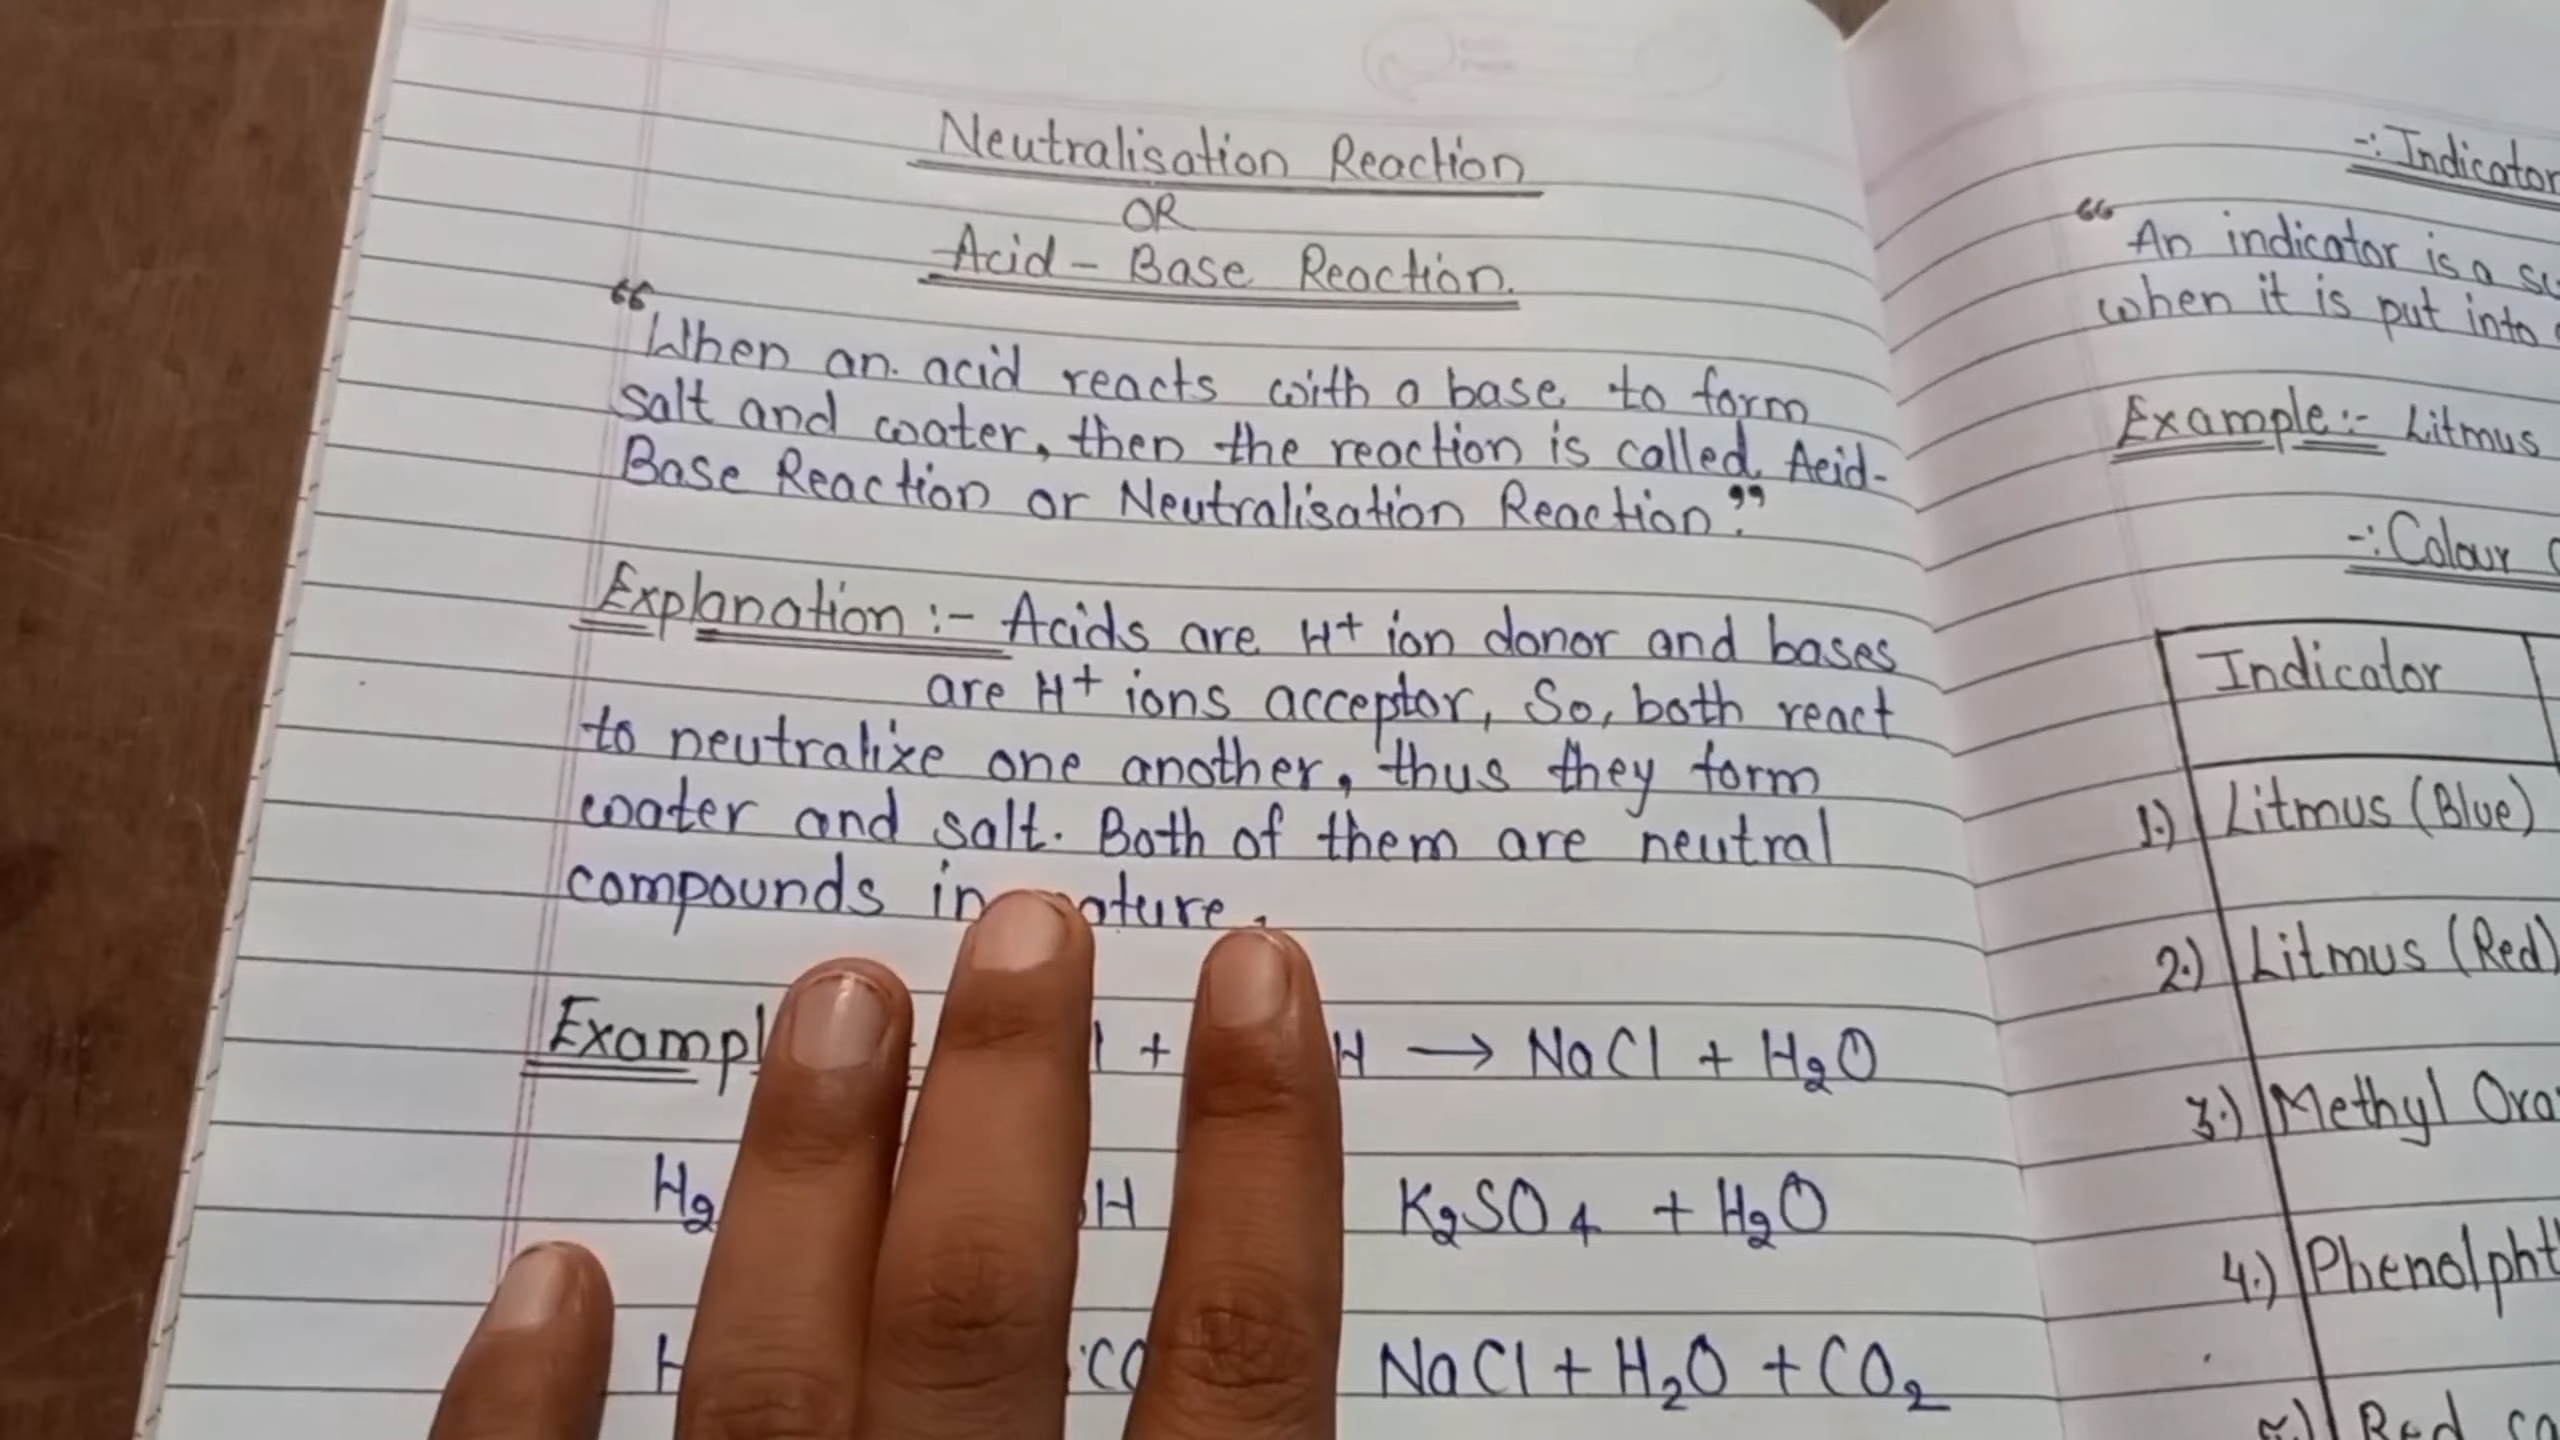 Neutralisation Reaction
OR
Acid - Base Reaction.
“When an. acid reacts with a base to form
salt and water, then the reaction is called Acid-
Base Reaction or Neutralisation Reaction.”
Explanation :- Acids are H+ ion donor and bases
are H+ ions acceptor, So, both react
to neutralize one another, thus they form
water and salt. Both of them are neutral
compounds in nature.
+ H → NaCl + H₂O
H₂ H K₂SO₄ + H₂O
H CO NaCl + H₂O + CO₂
-: Indicator
“An indicator is a
when it is put into
Example:- Litmus
-: Colour
Indicator
1.) Litmus (Blue)
2.) Litmus (Red)
3.) Methyl
4.)
Red